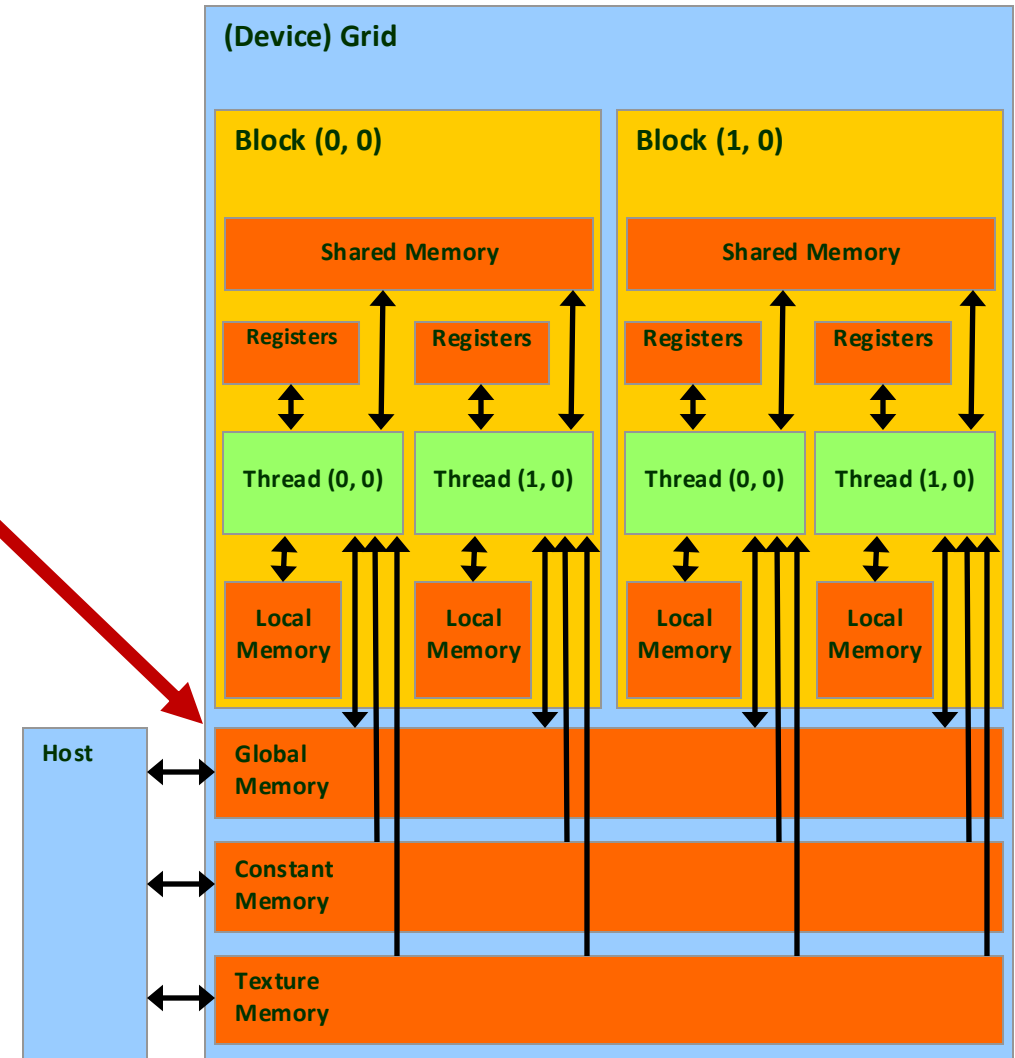 (Device) Grid
Block (0, 0)
Block (1, 0)
Shared Memory
Shared Memory
Registers
Registers
Registers
Registers
Thread (0, 0)
Thread (1, 0)
Thread (0, 0)
Thread (1, 0)
Local
Memory
Local
Memory
Local
Memory
Local
Memory
Host
Global
Memory
Constant
Memory
Texture
Memory